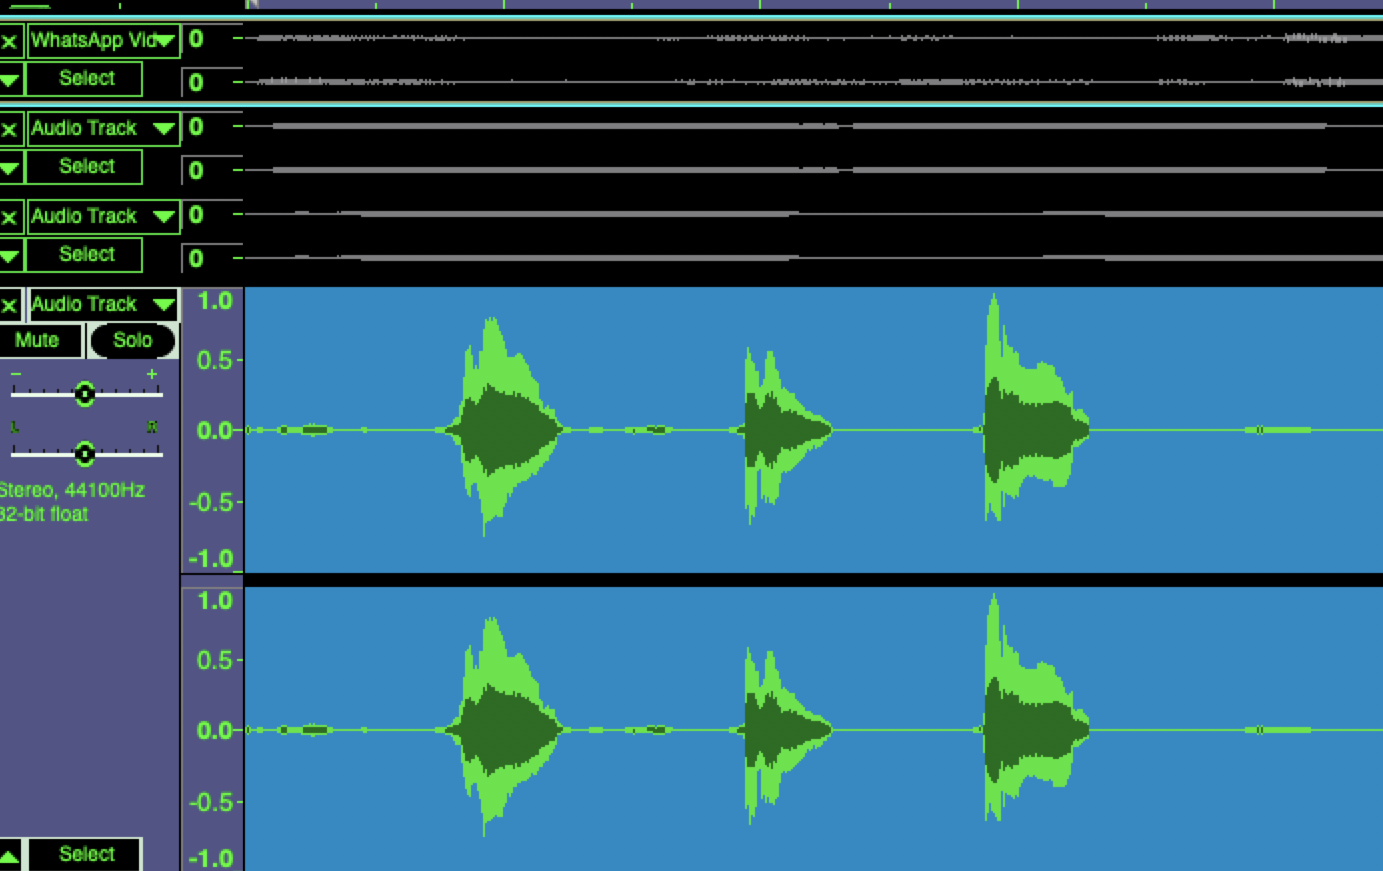 WhatsApp Vid
0
Select
0
Audio Track
0
Select
0
Audio Track
0
Select
0
Audio Track
1.0
Mute Solo
0.5
- +
0.0
L R
Stereo, 44100Hz
-0.5
32-bit float
-1.0
1.0
0.5
0.0
-0.5
Select
-1.0